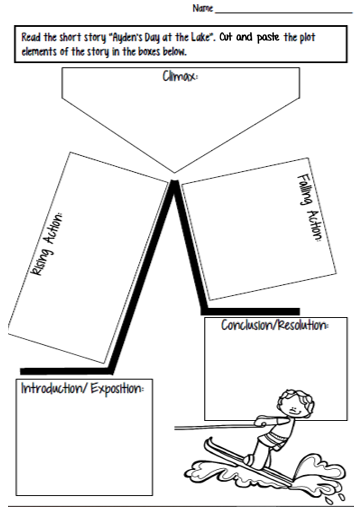 Name
Read the short story "Ayden's Day at the Lake". Cut and paste the plot
elements of the story in the boxes below.
Climax:
Rising Action:
Falling Action:
Conclusion/Resolution:
Introduction/ Exposition: